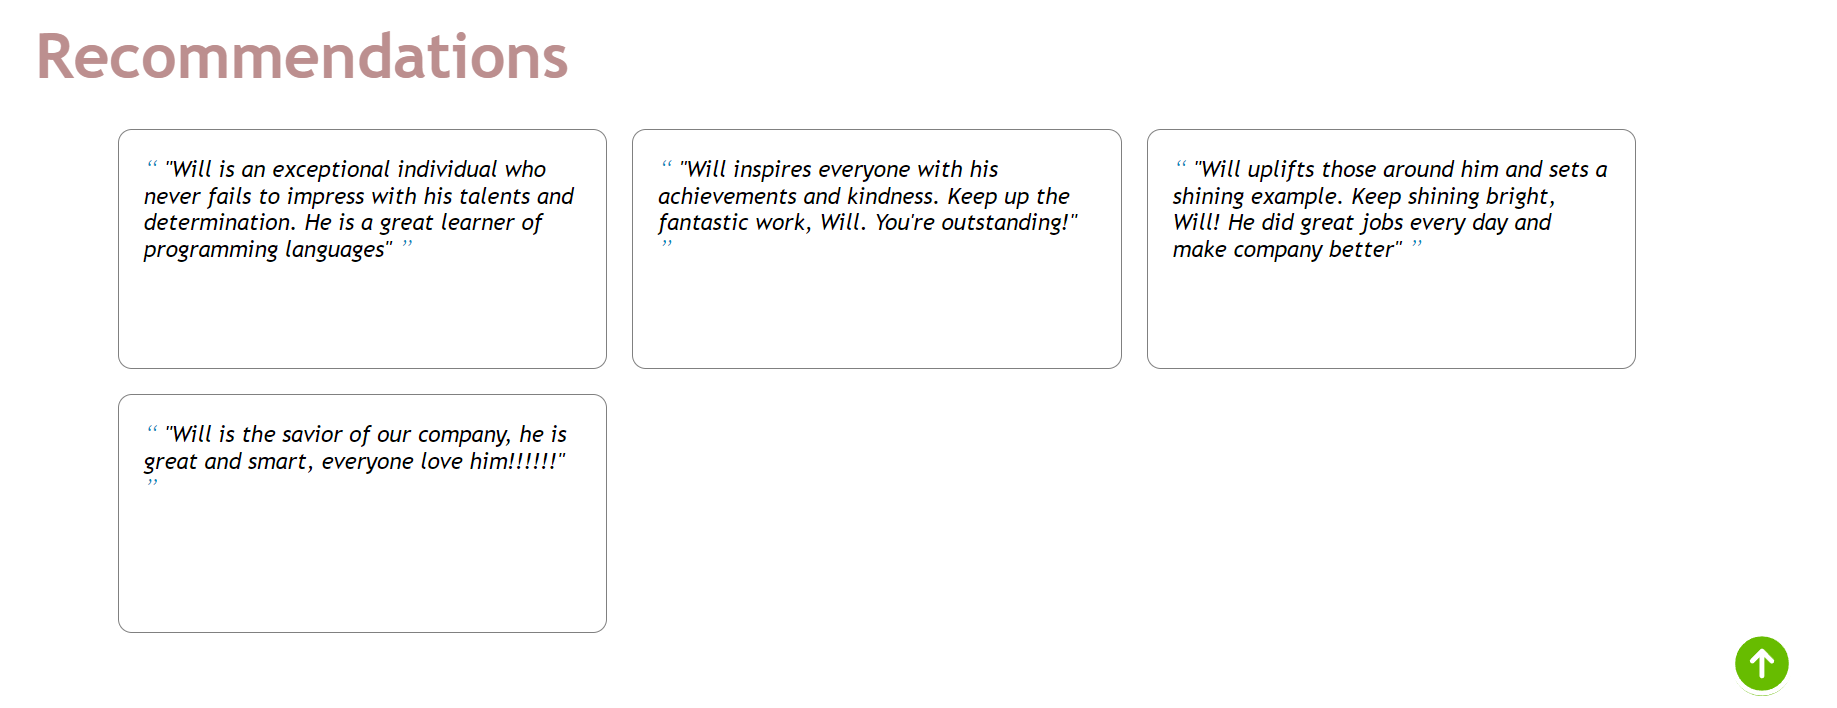 Recommendations
“ "Will is an exceptional individual who
never fails to impress with his talents and
determination. He is a great learner of
programming languages" ”
“ "Will inspires everyone with his
achievements and kindness. Keep up the
fantastic work, Will. You're outstanding!"
”
“ "Will uplifts those around him and sets a
shining example. Keep shining bright,
Will! He did great jobs every day and
make company better" ”
“ "Will is the savior of our company, he is
great and smart, everyone love him!!!!!!"
”